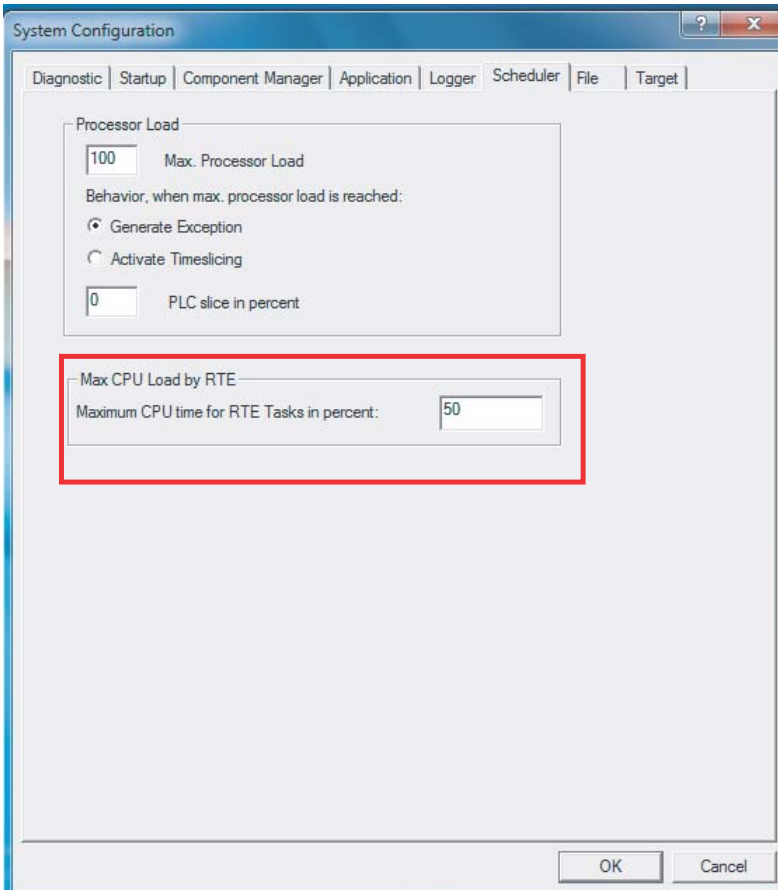 System Configuration
?
X
Diagnostic
Startup
Component Manager
Application
Logger
Scheduler
File
Target
Processor Load
100 Max. Processor Load
Behavior, when max. processor load is reached:
Generate Exception
Activate Timeslicing
0 PLC slice in percent
Max CPU Load by RTE
Maximum CPU time for RTE Tasks in percent: 50
OK
Cancel